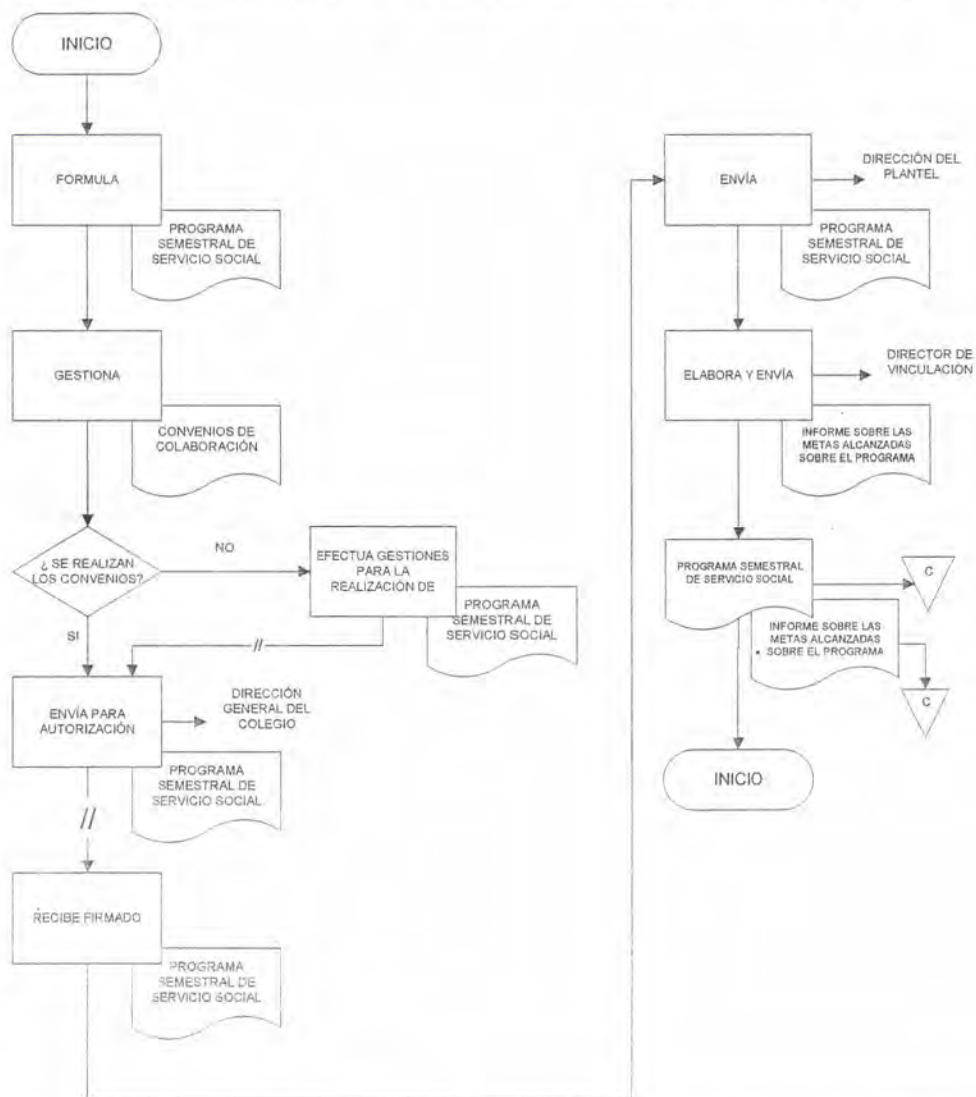 INICIO
FORMULA
PROGRAMA
SEMESTRAL DE
SERVICIO SOCIAL
GESTIONA
CONVENIOS DE
COLABORACIÓN
¿ SE REALIZAN
LOS CONVENIOS?
NO
EFECTUA GESTIONES
PARA LA
REALIZACIÓN DE
PROGRAMA
SEMESTRAL DE
SERVICIO SOCIAL
SI
//
ENVÍA PARA
AUTORIZACIÓN
DIRECCIÓN
GENERAL DEL
COLEGIO
PROGRAMA
SEMESTRAL DE
SERVICIO SOCIAL
//
RECIBE FIRMADO
PROGRAMA
SEMESTRAL DE
SERVICIO SOCIAL
ENVÍA
DIRECCIÓN DEL
PLANTEL
PROGRAMA
SEMESTRAL DE
SERVICIO SOCIAL
ELABORA Y ENVÍA
DIRECTOR DE
VINCULACIÓN
INFORME SOBRE LAS
METAS ALCANZADAS
SOBRE EL PROGRAMA
PROGRAMA SEMESTRAL
DE SERVICIO SOCIAL
C
INFORME SOBRE LAS
METAS ALCANZADAS
SOBRE EL PROGRAMA
C
INICIO